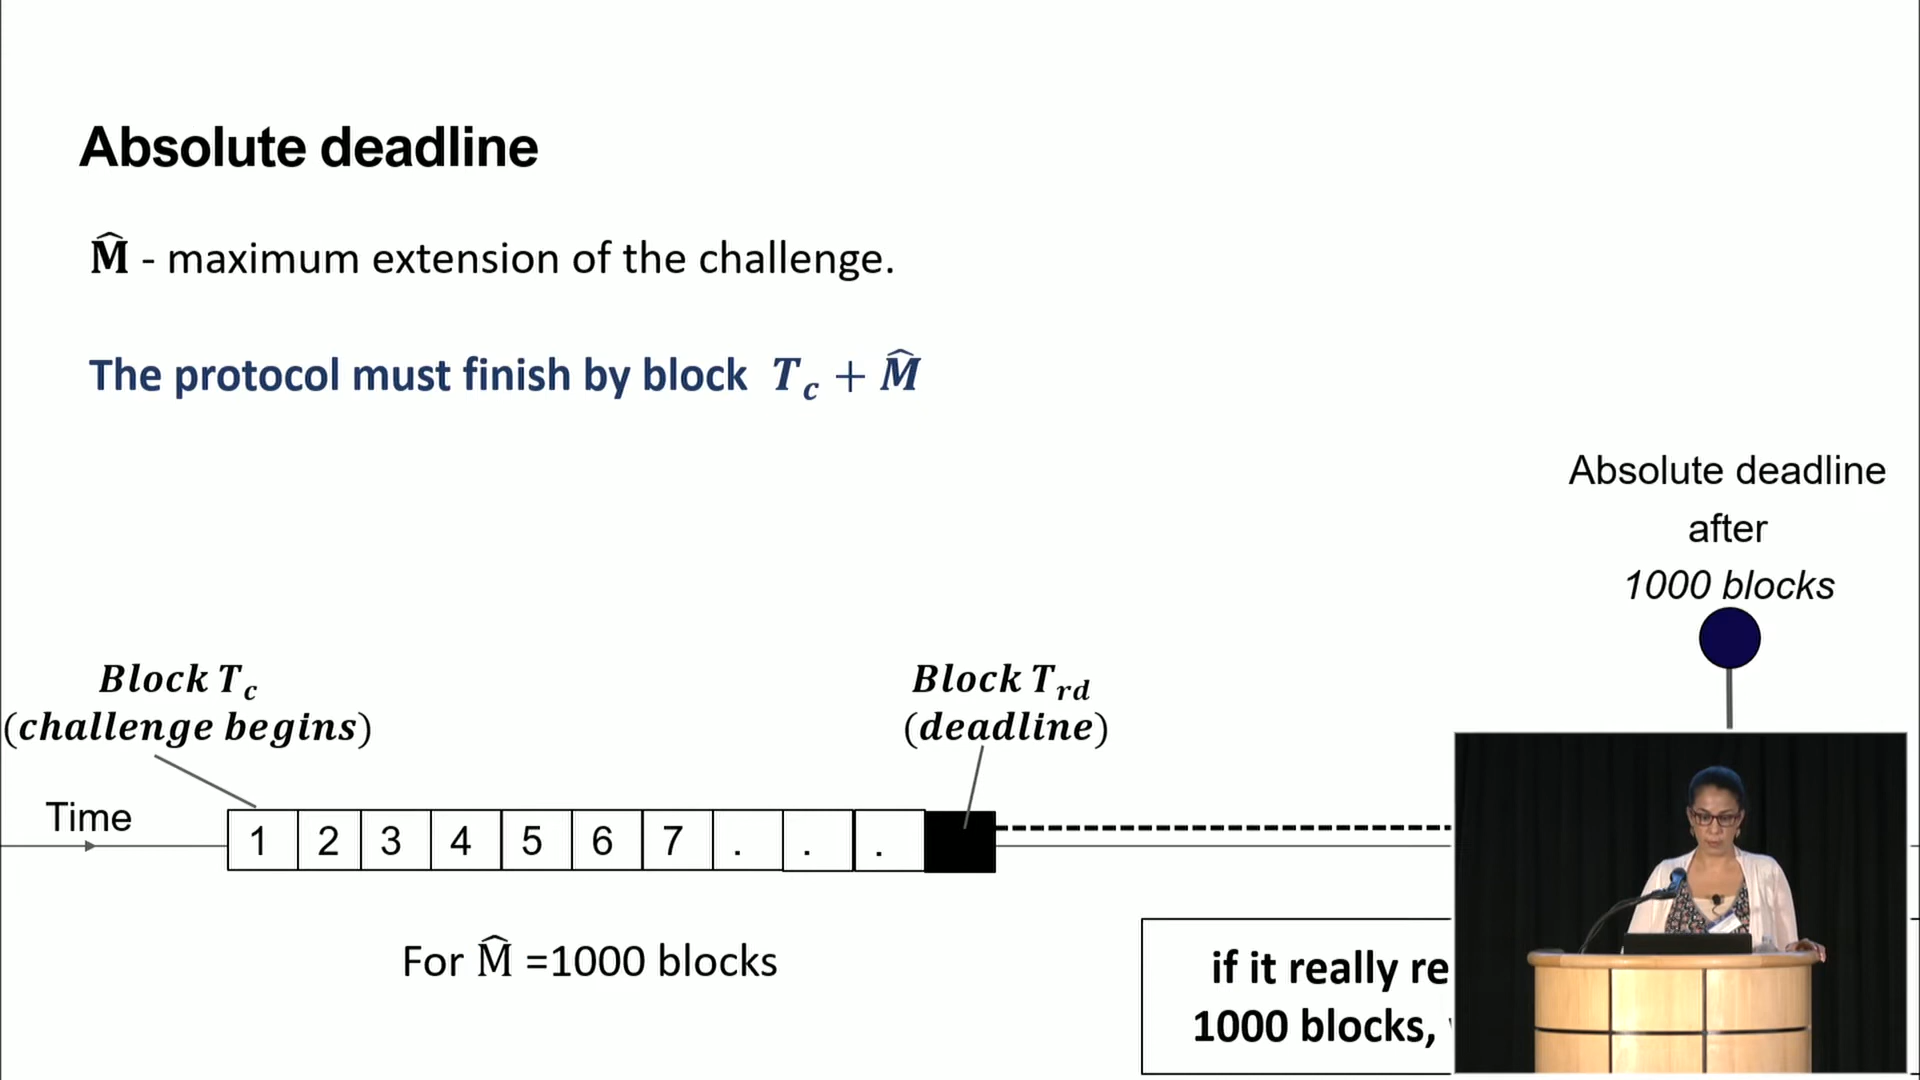 Absolute deadline
M̂ - maximum extension of the challenge.
The protocol must finish by block T_c + M̂
Absolute deadline
after
1000 blocks
Block T_c
(challenge begins)
Block T_rd
(deadline)
Time
1 2 3 4 5 6 7 . . .
For M̂ =1000 blocks
if it really
1000 blocks,